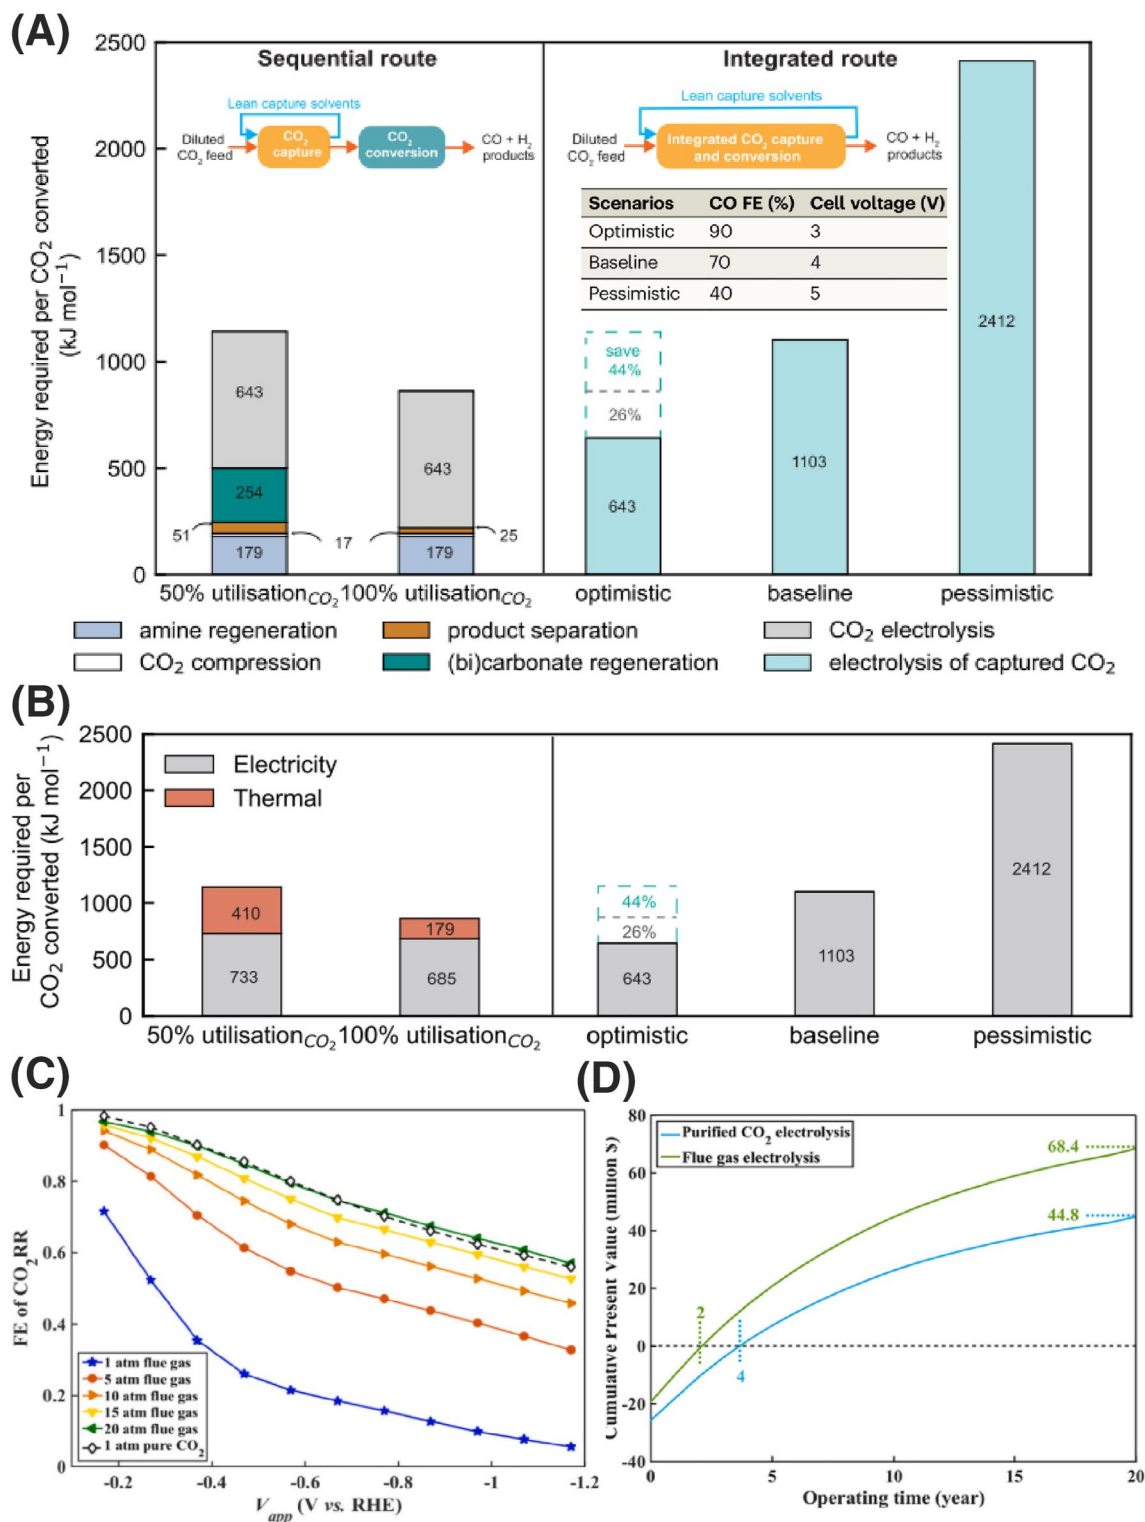 (A)
2500
2000
1500
1000
500
0
Energy required per CO₂ converted
(kJ mol⁻¹)
Sequential route
Lean capture solvents
Diluted
CO₂ feed
CO₂
capture
CO₂
conversion
CO + H₂
products
643
254
51
179
17
643
25
179
Integrated route
Lean capture solvents
Diluted
CO₂ feed
Integrated CO₂ capture
and conversion
CO + H₂
products
Scenarios CO FE (%) Cell voltage (V)
Optimistic 90 3
Baseline 70 4
Pessimistic 40 5
save
44%
26%
643
1103
2412
50% utilisation_CO₂ 100% utilisation_CO₂ optimistic baseline pessimistic
amine regeneration product separation CO₂ electrolysis
CO₂ compression (bi)carbonate regeneration electrolysis of captured CO₂
(B)
2500
2000
1500
1000
500
0
Energy required per
CO₂ converted (kJ mol⁻¹)
Electricity
Thermal
410
733
179
685
44%
26%
643
1103
2412
50% utilisation_CO₂ 100% utilisation_CO₂ optimistic baseline pessimistic
(C)
1
0.8
0.6
0.4
0.2
0
FE of CO₂RR
1 atm flue gas
5 atm flue gas
10 atm flue gas
15 atm flue gas
20 atm flue gas
1 atm pure CO₂
-0.2 -0.4 -0.6 -0.8 -1 -1.2
V_app (V vs. RHE)
(D)
80
60
40
20
0
-20
-40
Cumulative Present Value (million $)
Purified CO₂ electrolysis
Flue gas electrolysis
68.4
44.8
2
4
0 5 10 15 20
Operating time (year)